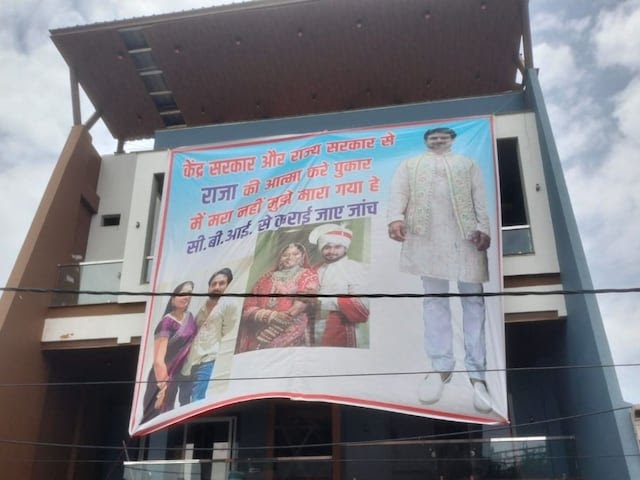 केंद्र सरकार और राज्य सरकार से
राजा की आत्मा करे पुकार
में मरा नहीं मुझे मारा गया हे
सी.बी.आई. से कराई जाए जांच